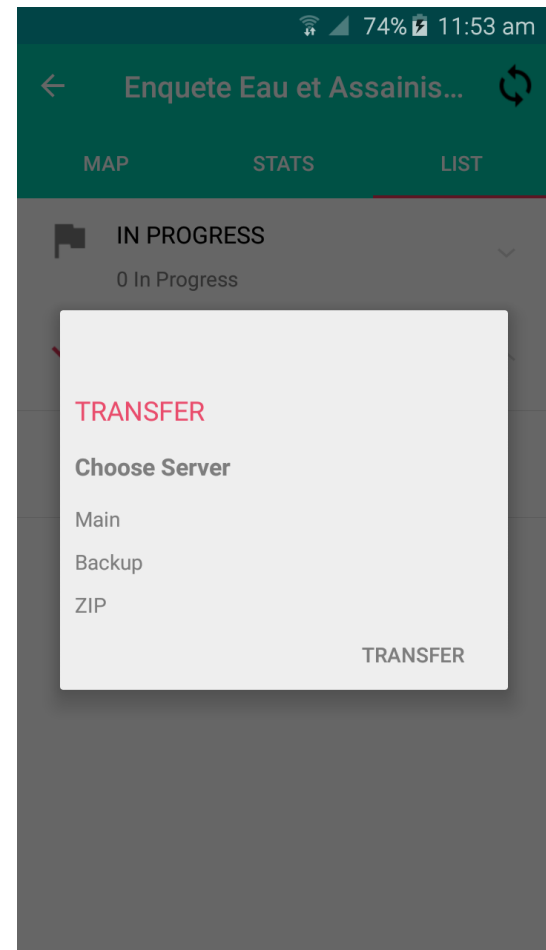 74% 11:53 am
Enquete Eau et Assainis...
MAP STATS LIST
IN PROGRESS
0 In Progress
TRANSFER
Choose Server
Main
Backup
ZIP
TRANSFER